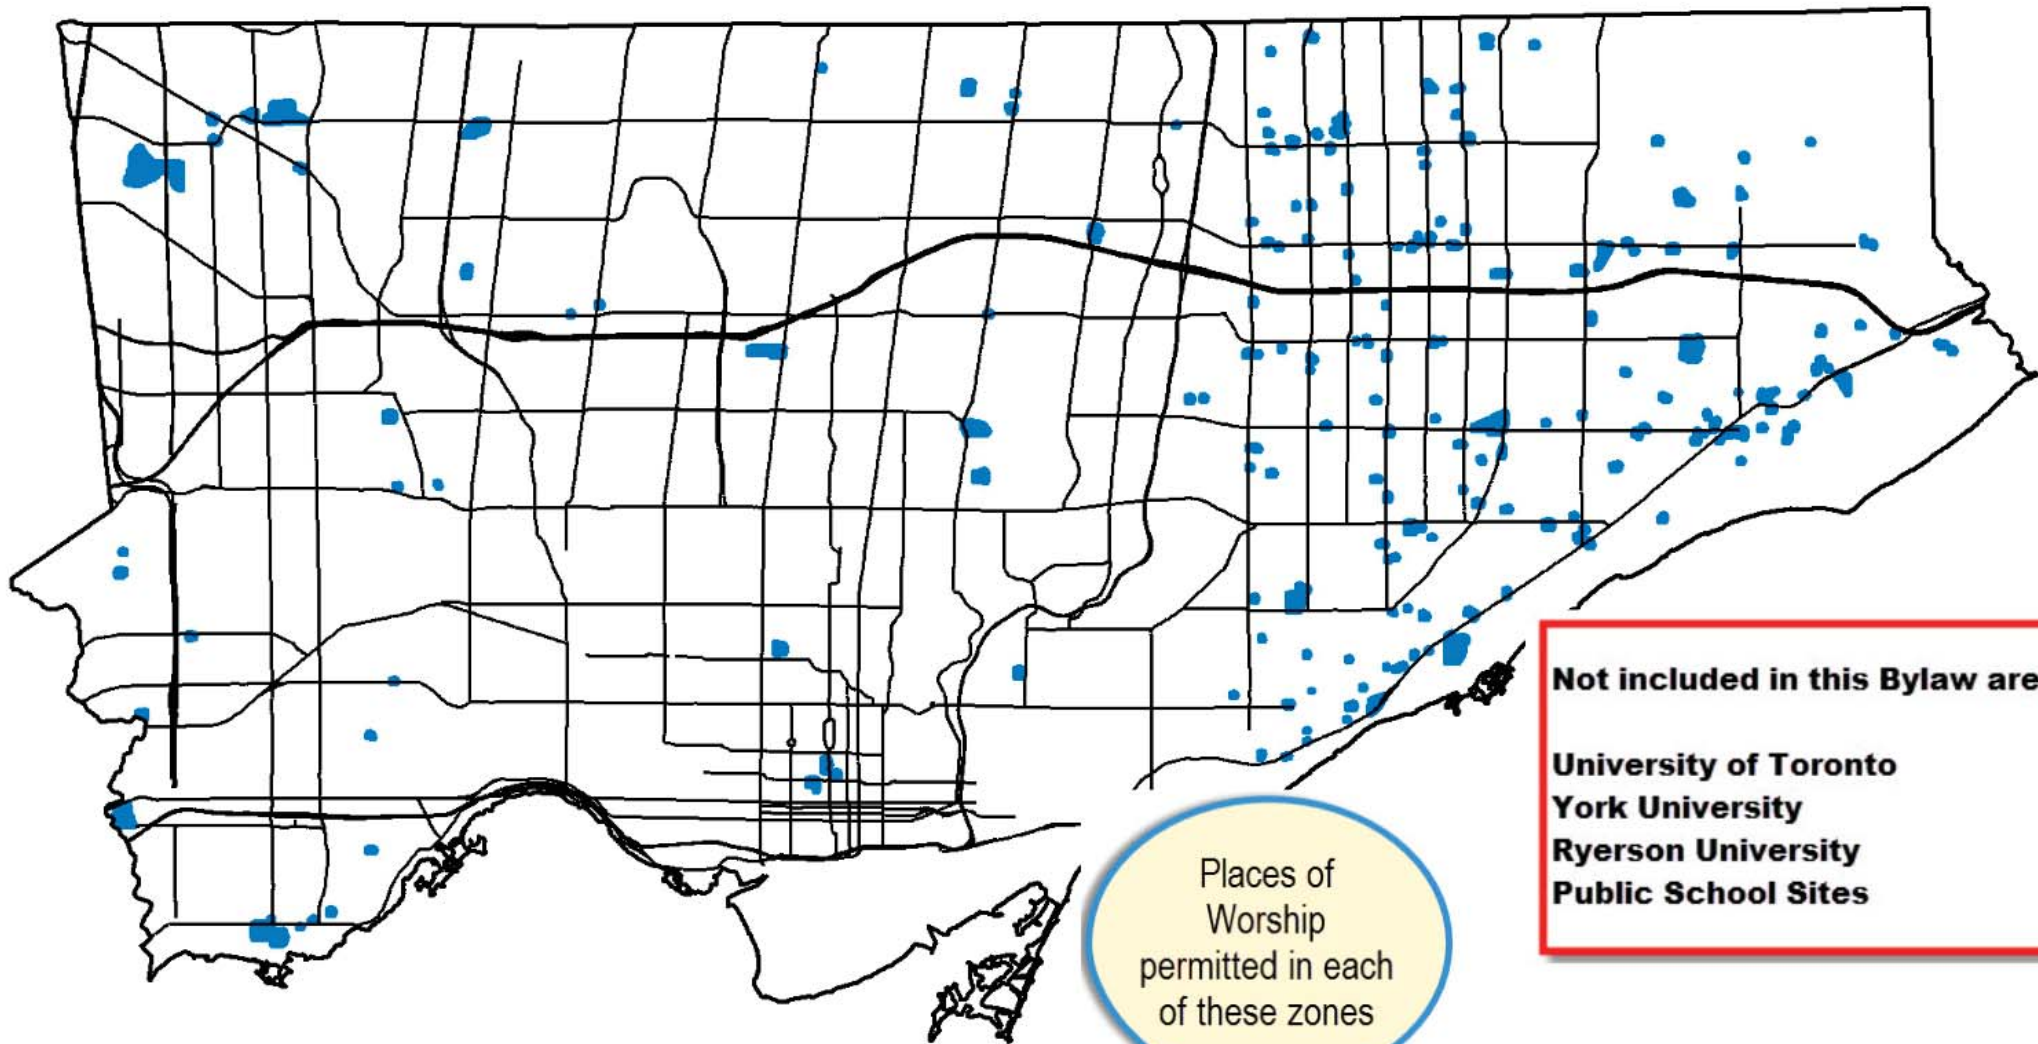 Not included in this Bylaw are
University of Toronto
York University
Ryerson University
Public School Sites
Places of
Worship
permitted in each
of these zones